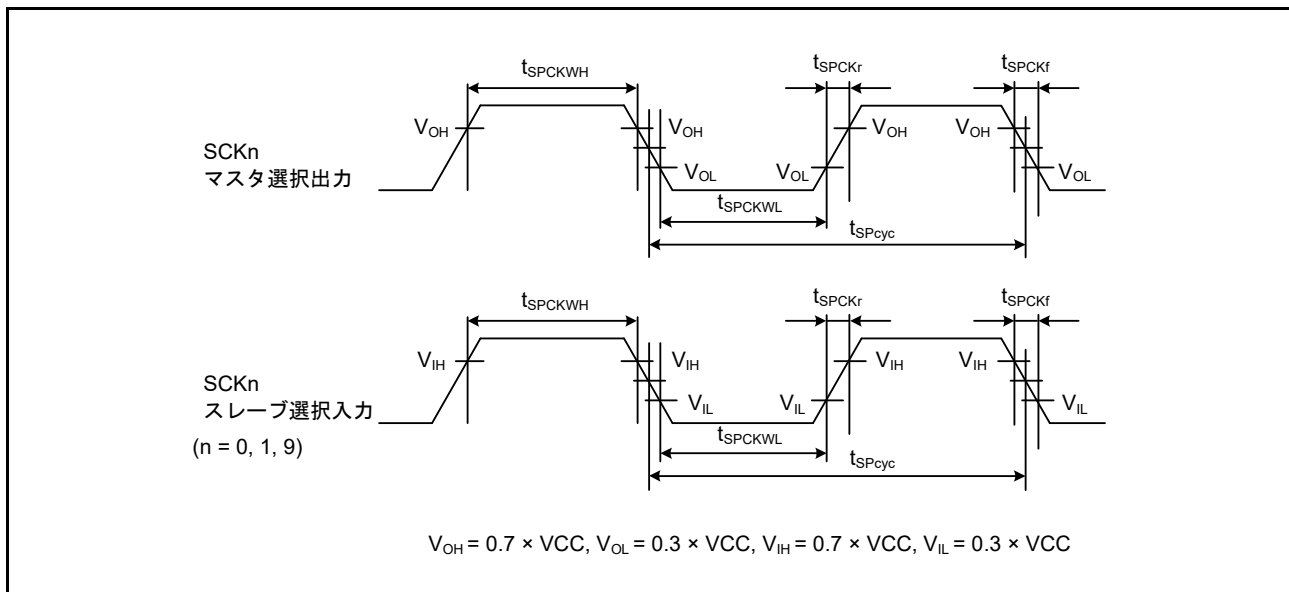 tSPCKWH
tSPCKr
tSPCKf
VOH
VOH
VOH
VOH
SCKn
マスタ選択出力
VOL
VOL
VOL
tSPCKWL
tSPcyc
tSPCKWH
tSPCKr
tSPCKf
VIH
VIH
VIH
VIH
SCKn
スレーブ選択入力
VIL
VIL
VIL
(n = 0, 1, 9)
tSPCKWL
tSPcyc
VOH = 0.7 × VCC, VOL = 0.3 × VCC, VIH = 0.7 × VCC, VIL = 0.3 × VCC